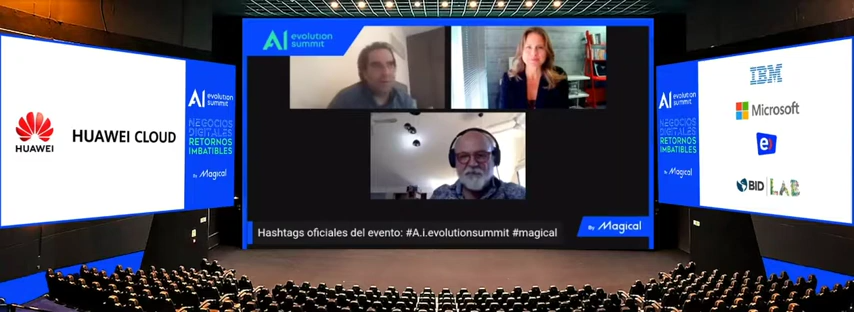 HUAWEI
HUAWEI CLOUD
AI evolution
summit
NEGOCIOS
DIGITALES
RETORNOS
IMBATIBLES
By Magical
AI evolution
summit
Hashtags oficiales del evento: #A.i.evolutionsummit #magical
By Magical
AI evolution
summit
NEGOCIOS
DIGITALES
RETORNOS
IMBATIBLES
By Magical
IBM
Microsoft
e
BID LAB